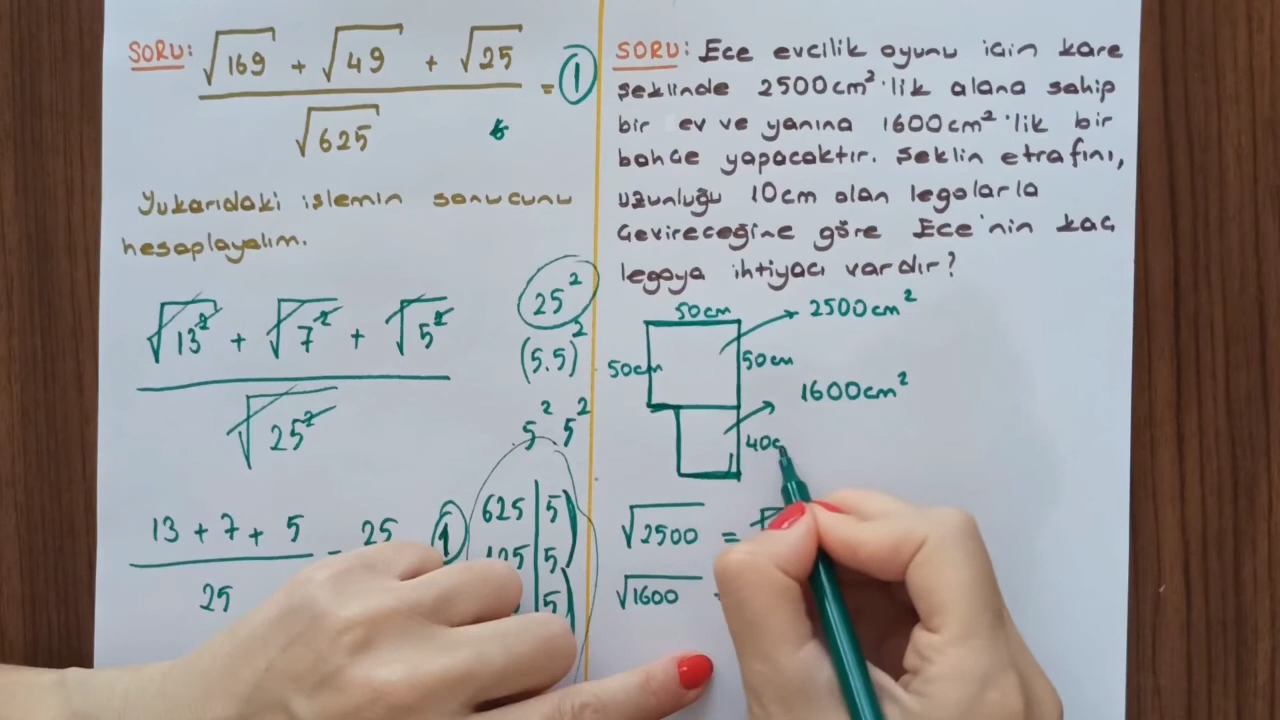 SORU: √169 + √49 + √25
√625
= 1
Yukarıdaki işlemin sonucunu
hesaplayalım.
√13² + √7² + √5²
√25²
25²
(5.5)²
5² 5²
13 + 7 + 5
25
= 25
1
625 | 5
125 | 5
5
SORU: Ece evcilik oyunu için kare
şeklinde 2500cm²'lik alana sahip
bir ev ve yanına 1600cm²'lik bir
bahçe yapacaktır. Şeklin etrafını,
uzunluğu 10cm olan legolarla
çevireceğine göre Ece'nin kaç
legoya ihtiyacı vardır?
50cm
2500cm²
50cm
50cm
1600cm²
40c
√2500 =
√1600